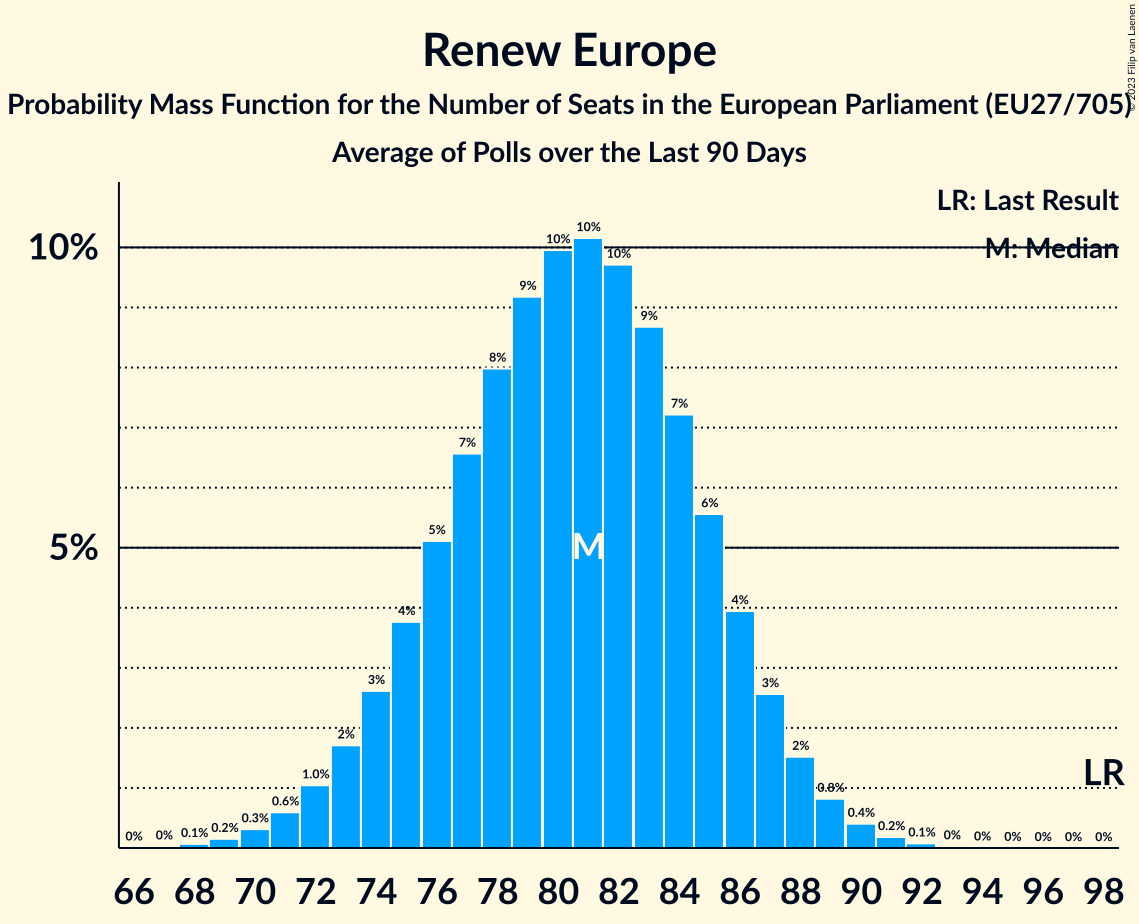 Renew Europe
Probability Mass Function for the Number of Seats in the European Parliament (EU27/705)
Average of Polls over the Last 90 Days
© 2023 Filip van Laenen
LR: Last Result
M: Median
10%
5%
0% 0% 0.1% 0.2% 0.3% 0.6% 1.0% 2% 3% 4% 5% 7% 8% 9% 10% 10% 10% 9% 7% 6% 4% 3% 2% 0.8% 0.4% 0.2% 0.1% 0% 0% 0% 0% 0% 0%
M
LR
66 68 70 72 74 76 78 80 82 84 86 88 90 92 94 96 98